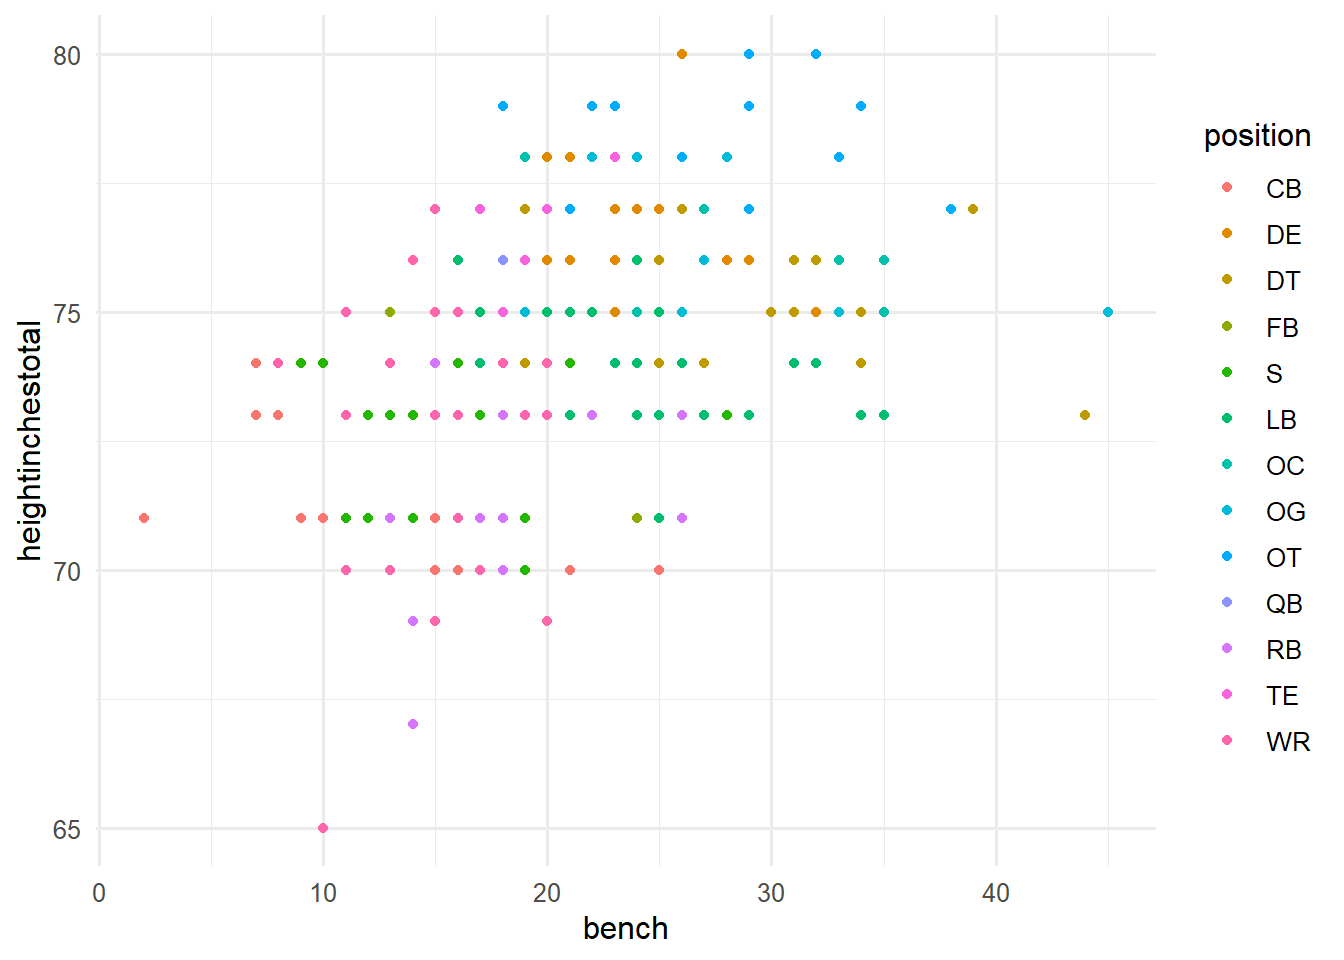 80
75
70
65
heightinchestotal
0 10 20 30 40
bench
position
CB
DE
DT
FB
S
LB
OC
OG
OT
QB
RB
TE
WR